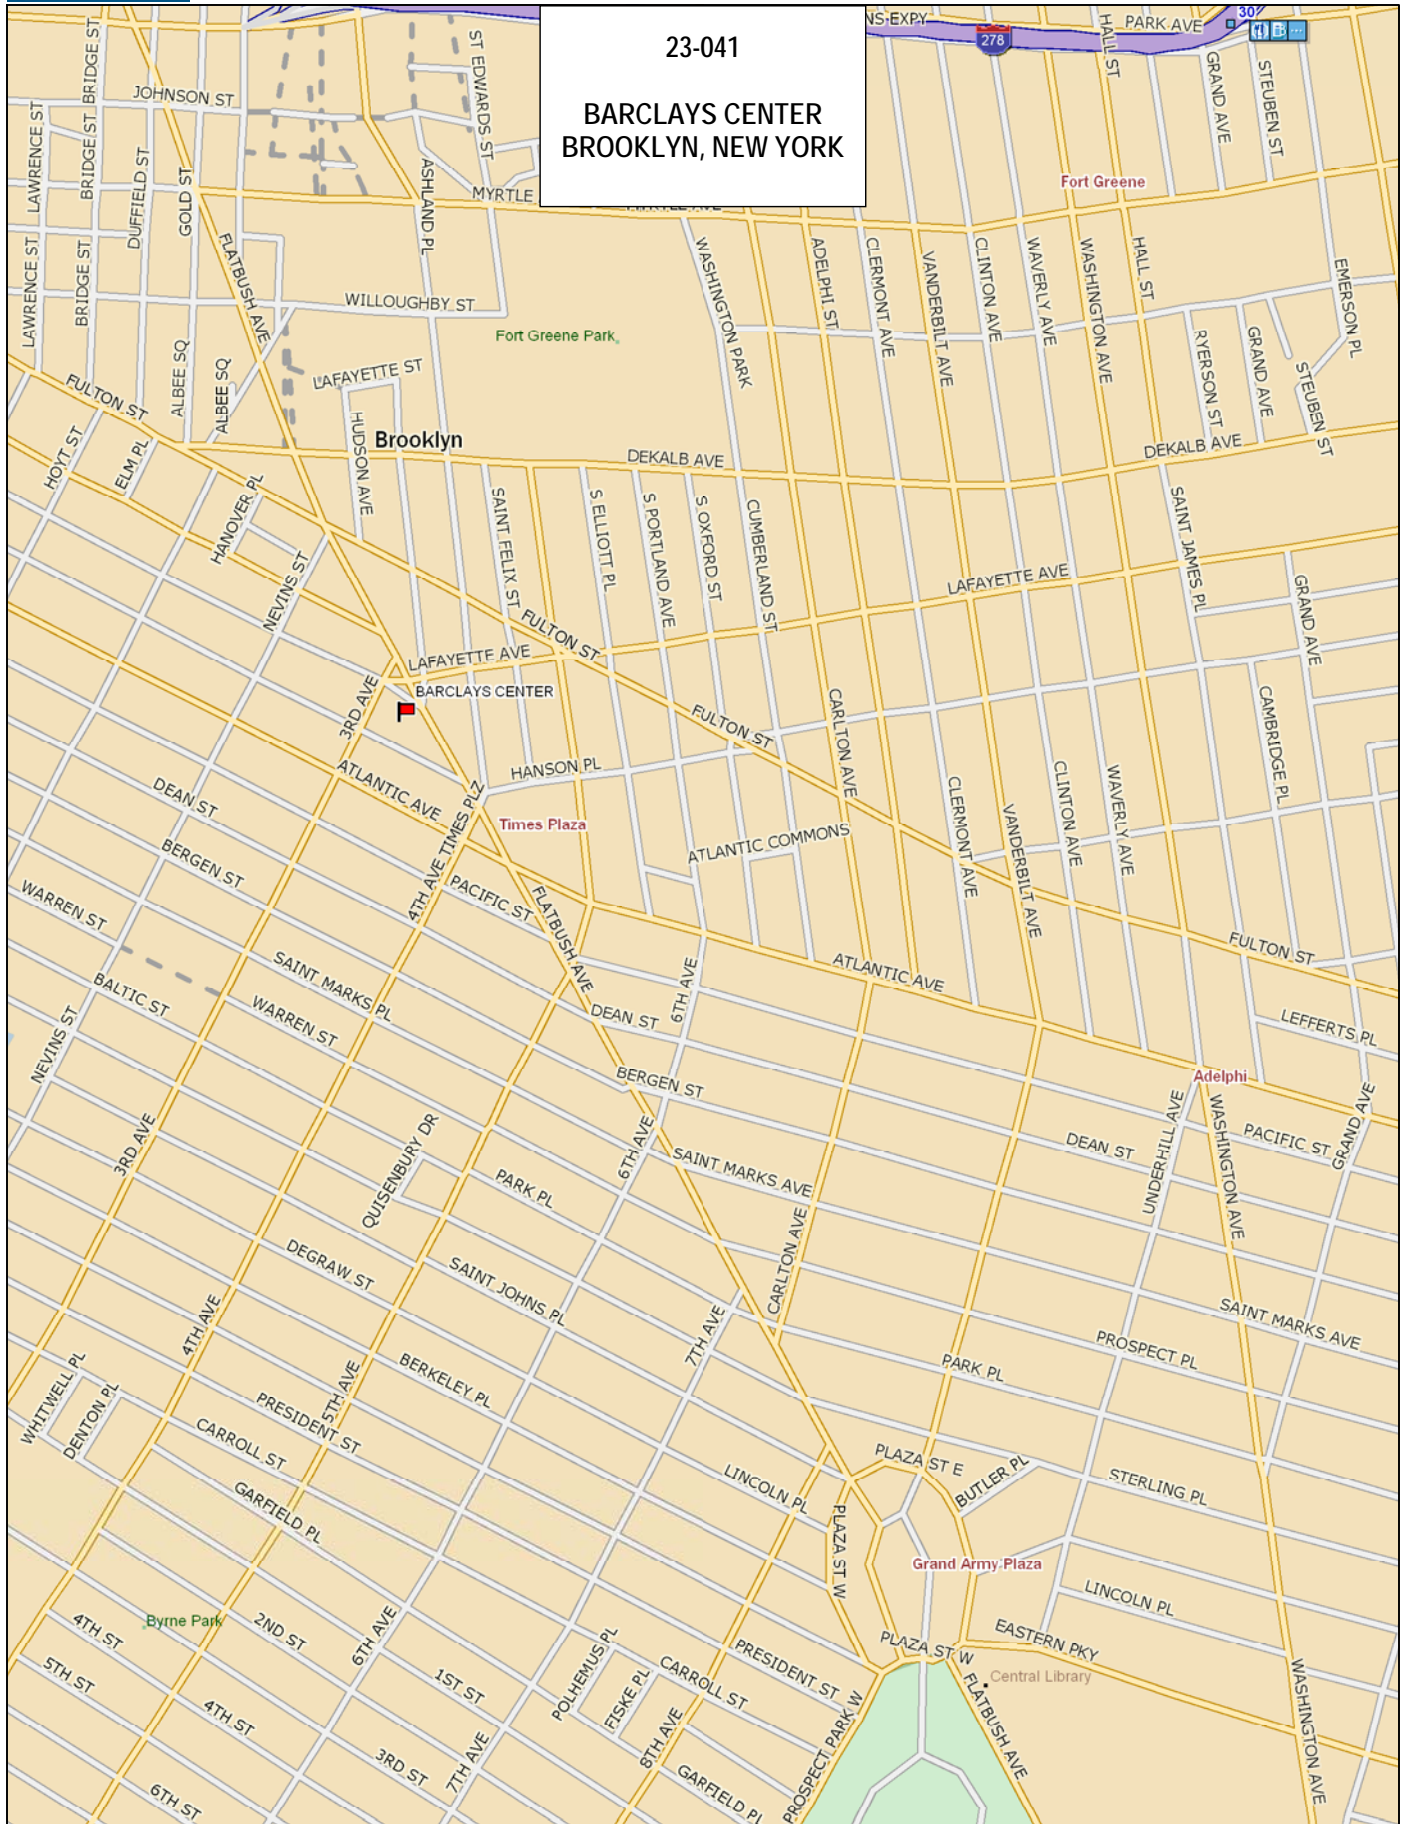 23-041
BARCLAYS CENTER
BROOKLYN, NEW YORK
NS EXPY
278
PARK AVE
30
HALL ST
GRAND AVE
STEUBEN ST
BRIDGE ST
ST EDWARDS ST
JOHNSON ST
LAWRENCE ST
BRIDGE ST
DUFFIELD ST
GOLD ST
ASHLAND PL
MYRTLE
Fort Greene
FLATBUSH AVE
WASHINGTON PARK
ADELPHI ST
CLERMONT AVE
VANDERBILT AVE
CLINTON AVE
WAVERLY AVE
WASHINGTON AVE
HALL ST
EMERSON PL
LAWRENCE ST
BRIDGE ST
WILLOUGHBY ST
Fort Greene Park
RYERSON ST
GRAND AVE
STEUBEN ST
ALBEE SQ
ALBEE SQ
LAFAYETTE ST
FULTON ST
HUDSON AVE
Brooklyn
DEKALB AVE
DEKALB AVE
HOYT ST
ELM PL
HANOVER PL
NEVINS ST
SAINT FELIX ST
S ELLIOTT PL
S PORTLAND AVE
S OXFORD ST
CUMBERLAND ST
SAINT JAMES PL
LAFAYETTE AVE
GRAND AVE
FULTON ST
LAFAYETTE AVE
BARCLAYS CENTER
3RD AVE
FULTON ST
CARLTON AVE
CAMBRIDGE PL
HANSON PL
ATLANTIC AVE
DEAN ST
4TH AVE TIMES PLZ
Times Plaza
ATLANTIC COMMONS
CLERMONT AVE
VANDERBILT AVE
CLINTON AVE
WAVERLY AVE
BERGEN ST
WARREN ST
PACIFIC ST
FLATBUSH AVE
FULTON ST
ATLANTIC AVE
SAINT MARKS PL
BALTIC ST
WARREN ST
6TH AVE
DEAN ST
LEFFERTS PL
NEVINS ST
BERGEN ST
Adelphi
3RD AVE
QUISENBURY DR
6TH AVE
PARK PL
SAINT MARKS AVE
DEAN ST
UNDERHILL AVE
WASHINGTON AVE
PACIFIC ST
GRAND AVE
CARLTON AVE
DEGRAW ST
SAINT JOHNS PL
7TH AVE
4TH AVE
SAINT MARKS AVE
PROSPECT PL
PARK PL
BERKELEY PL
5TH AVE
WHITWELL PL
DENTON PL
PRESIDENT ST
CARROLL ST
GARFIELD PL
LINCOLN PL
PLAZA ST E
BUTLER PL
STERLING PL
PLAZA ST W
Grand Army Plaza
LINCOLN PL
Byrne Park
4TH ST
2ND ST
6TH AVE
5TH ST
4TH ST
1ST ST
POLHEMUS PL
FISKE PL
CARROLL ST
PRESIDENT ST
PLAZA ST W
EASTERN PKY
Central Library
FLATBUSH AVE
WASHINGTON AVE
PROSPECT PARK W
8TH AVE
GARFIELD PL
3RD ST
7TH AVE
6TH ST